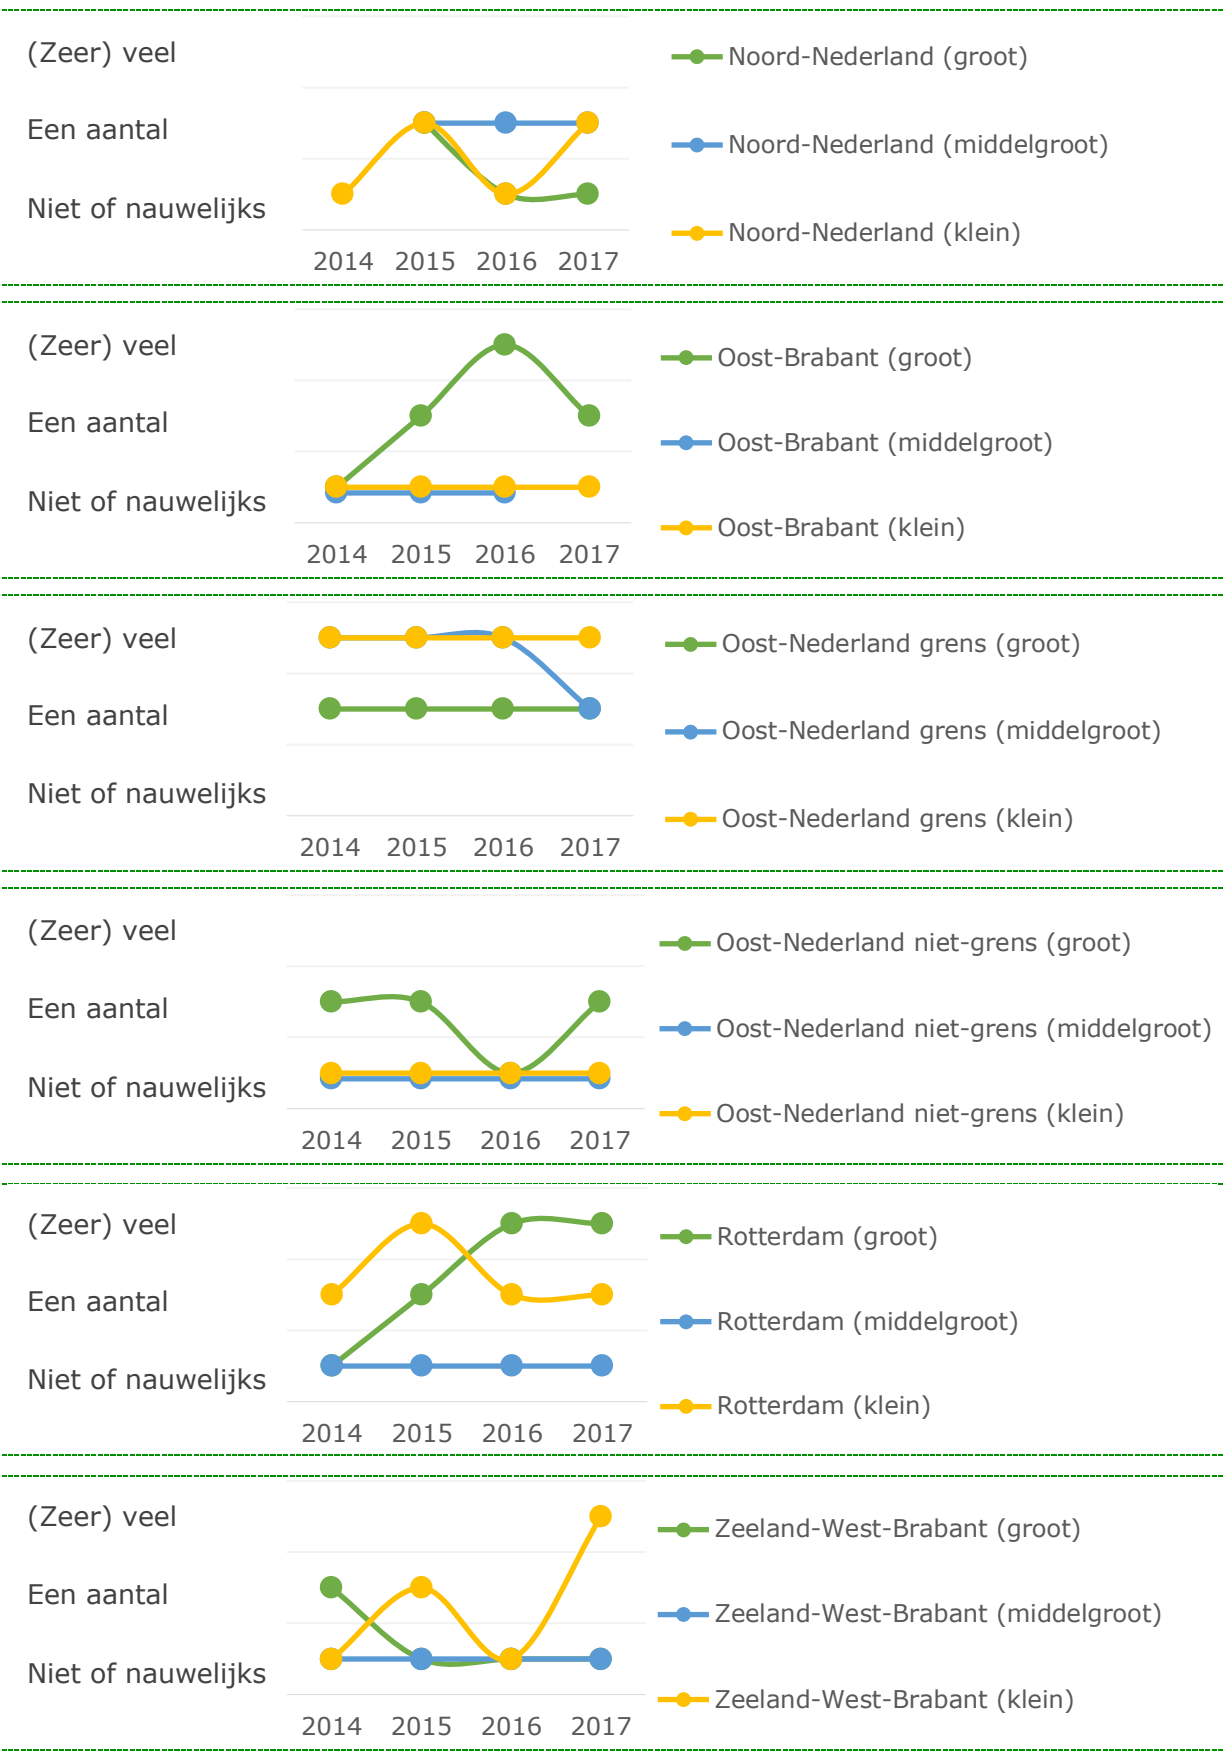 (Zeer) veel
Een aantal
Niet of nauwelijks
2014 2015 2016 2017
Noord-Nederland (groot)
Noord-Nederland (middelgroot)
Noord-Nederland (klein)
(Zeer) veel
Een aantal
Niet of nauwelijks
2014 2015 2016 2017
Oost-Brabant (groot)
Oost-Brabant (middelgroot)
Oost-Brabant (klein)
(Zeer) veel
Een aantal
Niet of nauwelijks
2014 2015 2016 2017
Oost-Nederland grens (groot)
Oost-Nederland grens (middelgroot)
Oost-Nederland grens (klein)
(Zeer) veel
Een aantal
Niet of nauwelijks
2014 2015 2016 2017
Oost-Nederland niet-grens (groot)
Oost-Nederland niet-grens (middelgroot)
Oost-Nederland niet-grens (klein)
(Zeer) veel
Een aantal
Niet of nauwelijks
2014 2015 2016 2017
Rotterdam (groot)
Rotterdam (middelgroot)
Rotterdam (klein)
(Zeer) veel
Een aantal
Niet of nauwelijks
2014 2015 2016 2017
Zeeland-West-Brabant (groot)
Zeeland-West-Brabant (middelgroot)
Zeeland-West-Brabant (klein)